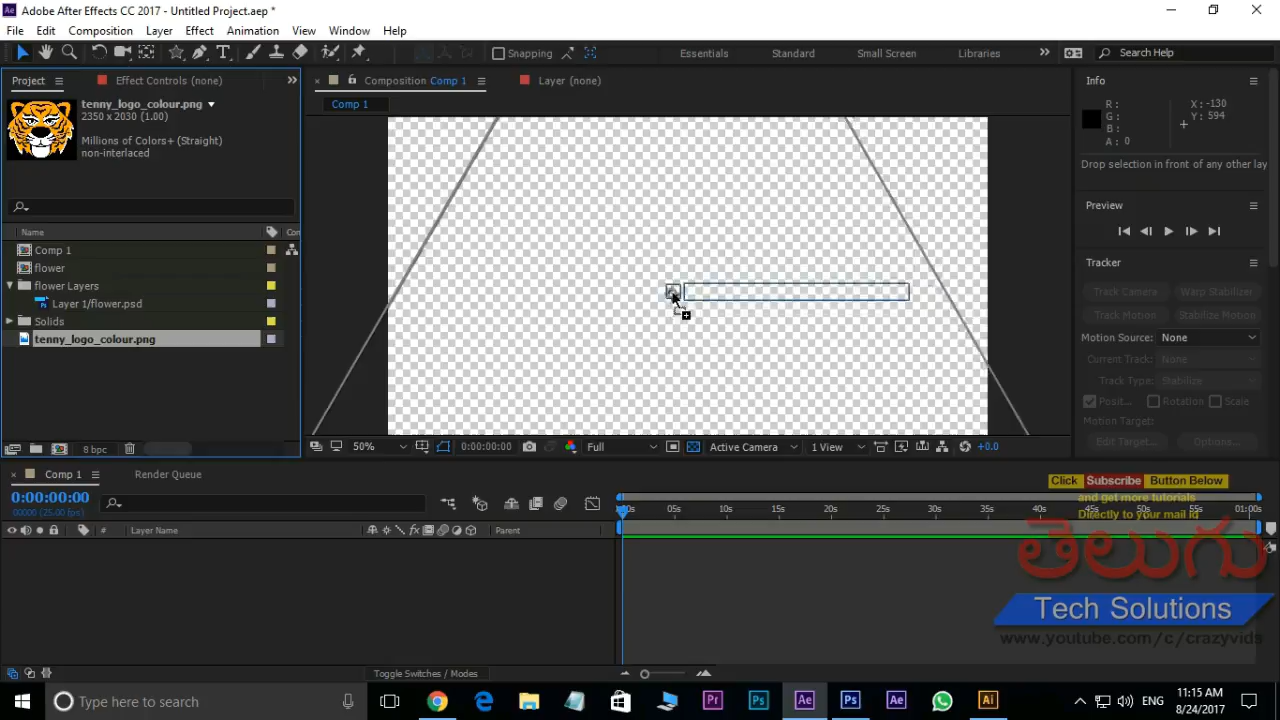 Adobe After Effects CC 2017 - Untitled Project.aep *
File Edit Composition Layer Effect Animation View Window Help
Snapping Essentials Standard Small Screen Libraries Search Help
Project Effect Controls (none) Composition Comp 1 Layer (none) Info
Comp 1
tenny_logo_colour.png
2350 x 2030 (1.00)
Millions of Colors+ (Straight)
non-interlaced
R : X : -130
G : Y : 594
B :
A : 0
Drop selection in front of any other lay
Preview
Name Con
Comp 1
flower
flower Layers
Layer 1/flower.psd
Solids
tenny_logo_colour.png
Tracker
Track Camera Warp Stabilizer
Track Motion Stabilize Motion
Motion Source: None
Current Track: None
Track Type: Stabilize
Posit... Rotation Scale
Motion Target:
Edit Target... Options...
8 bpc 50% 0:00:00:00 Full Active Camera 1 View +0.0
Comp 1 Render Queue
0:00:00:00
00000 (25.00 fps)
# Layer Name Parent
05s 10s 15s 20s 25s 30s 35s 40s 45s 50s 55s 01:00s
Click Subscribe Button Below
and get more tutorials
Directly to your mail id
తెలుగు
Tech Solutions
www.youtube.com/c/crazyvids
Toggle Switches / Modes
Type here to search
ENG 11:15 AM
8/24/2017